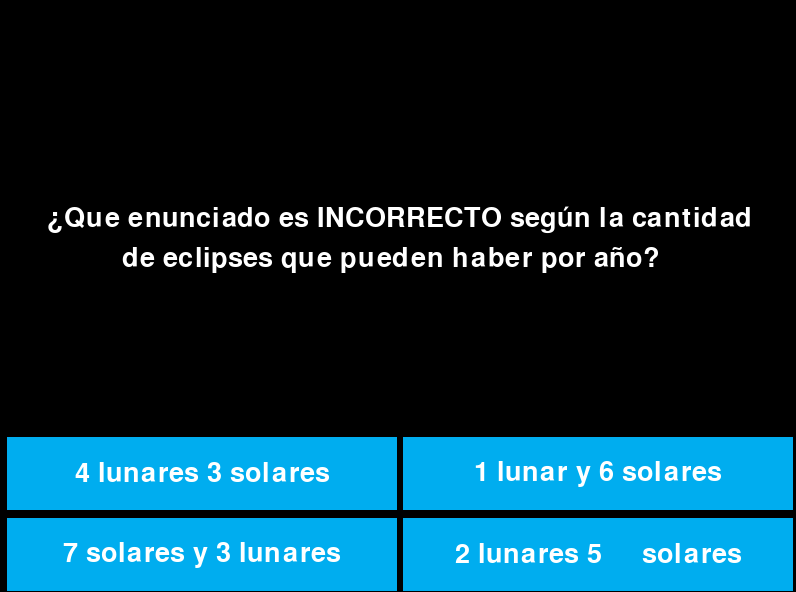 ¿Que enunciado es INCORRECTO según la cantidad
de eclipses que pueden haber por año?
4 lunares 3 solares
1 lunar y 6 solares
7 solares y 3 lunares
2 lunares 5 solares